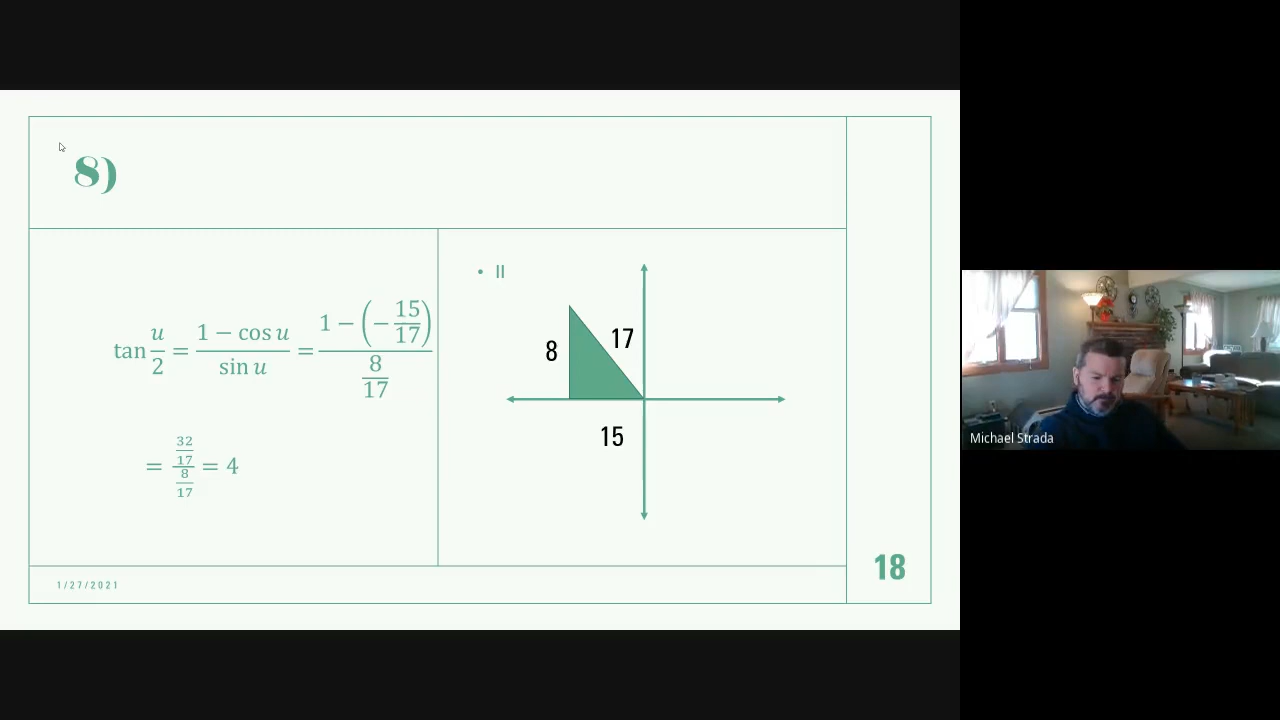 8)
tan u/2 = (1 − cos u)/(sin u) = (1 − (−15/17))/(8/17)
= (32/17)/(8/17) = 4
• II
8
17
15
1/27/2021
18
Michael Strada